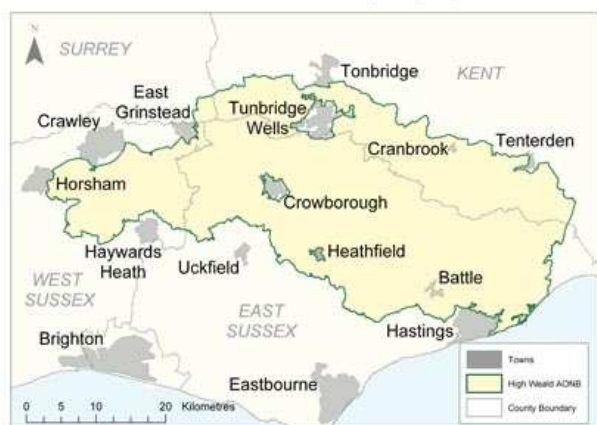 SURREY
KENT
Tonbridge
East
Grinstead
Tunbridge
Wells
Crawley
Cranbrook
Tenterden
Horsham
Crowborough
Haywards
Heath
Uckfield
Heathfield
Battle
WEST
SUSSEX
EAST
SUSSEX
Hastings
Brighton
Eastbourne
Towns
High Weald AONB
County Boundary
0 5 10 20 Kilometres